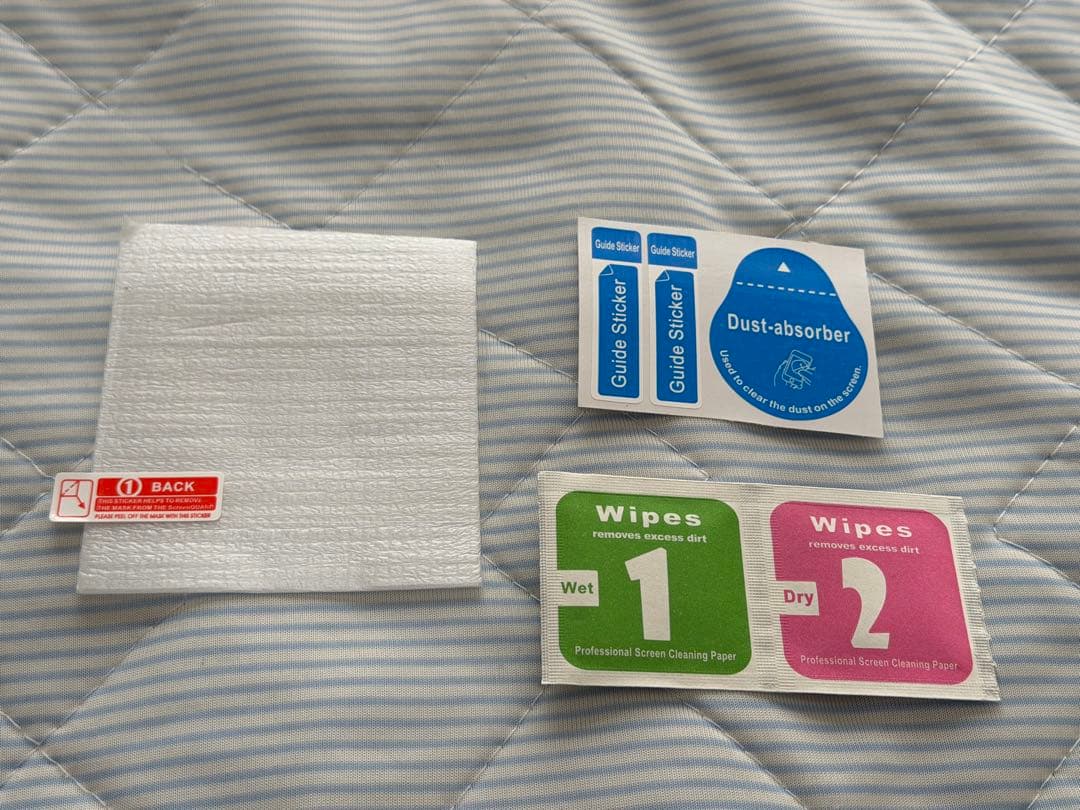 1 BACK
THIS STICKER HELPS TO REMOVE
THE MASK FROM THE ScreenGUARD
PLEASE PEEL OFF THE MASK WITH THIS STICKER
Guide Sticker
Guide Sticker
Guide Sticker
Guide Sticker
Dust-absorber
Used to clear the dust on the screen.
Wipes
removes excess dirt
Wet
1
Professional Screen Cleaning Paper
Wipes
removes excess dirt
Dry
2
Professional Screen Cleaning Paper